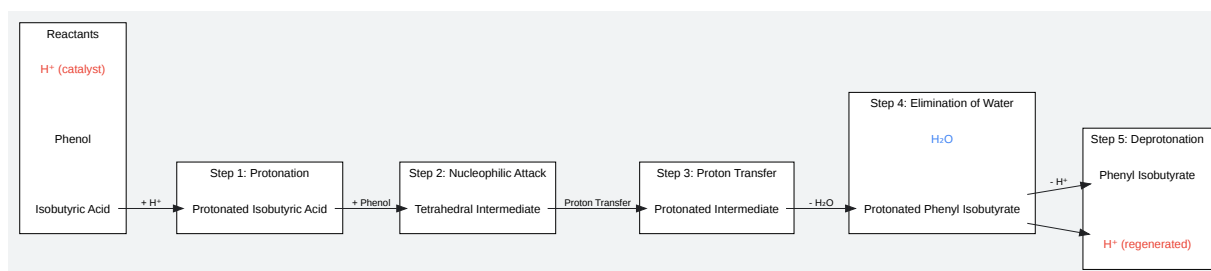 Reactants
H⁺ (catalyst)
Phenol
Isobutyric Acid
+ H⁺
Step 1: Protonation
Protonated Isobutyric Acid
+ Phenol
Step 2: Nucleophilic Attack
Tetrahedral Intermediate
Proton Transfer
Step 3: Proton Transfer
Protonated Intermediate
- H₂O
Step 4: Elimination of Water
H₂O
Protonated Phenyl Isobutyrate
- H⁺
Step 5: Deprotonation
Phenyl Isobutyrate
H⁺ (regenerated)